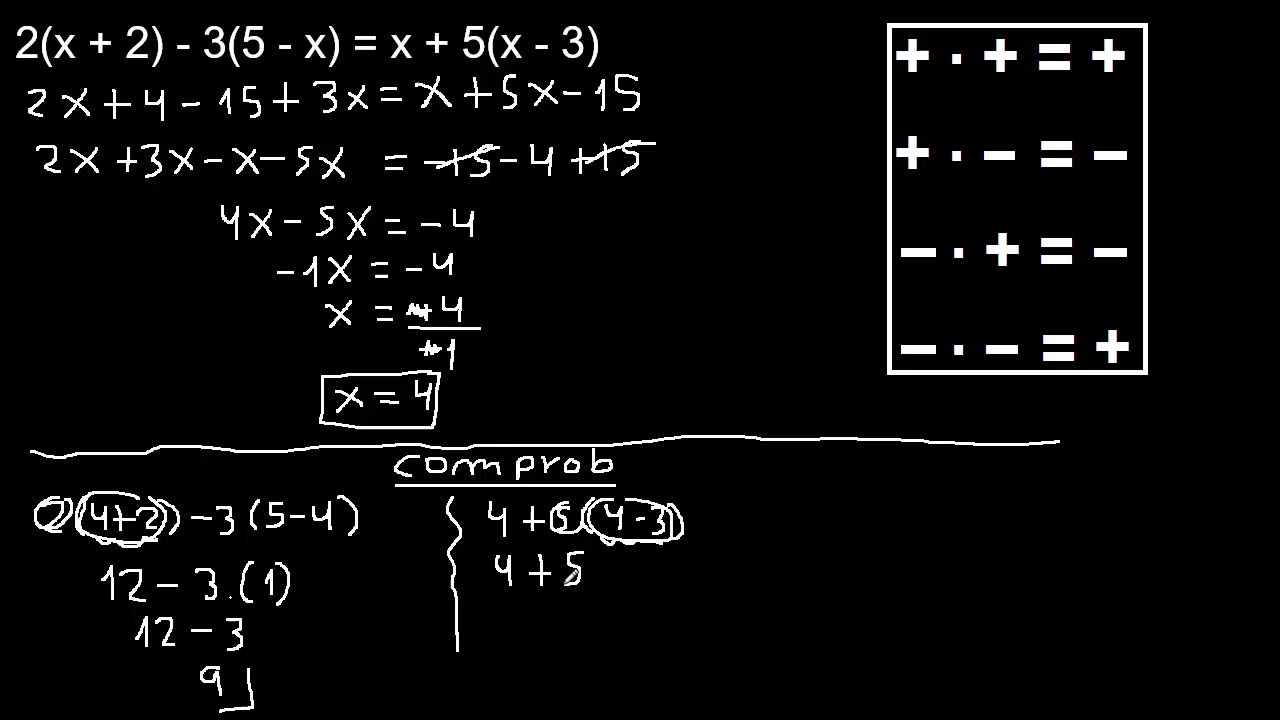 2(x + 2) - 3(5 - x) = x + 5(x - 3)
2x + 4 - 15 + 3x = x + 5x - 15
2x + 3x - x - 5x = -15 - 4 + 15
4x - 5x = -4
-1x = -4
x = +4
+1
x = 4
+ · + = +
+ · - = -
- · + = -
- · - = +
comprob
2(4+2) - 3(5-4)
12 - 3.(1)
12 - 3
9
4 + 5(4-3)
4 + 5